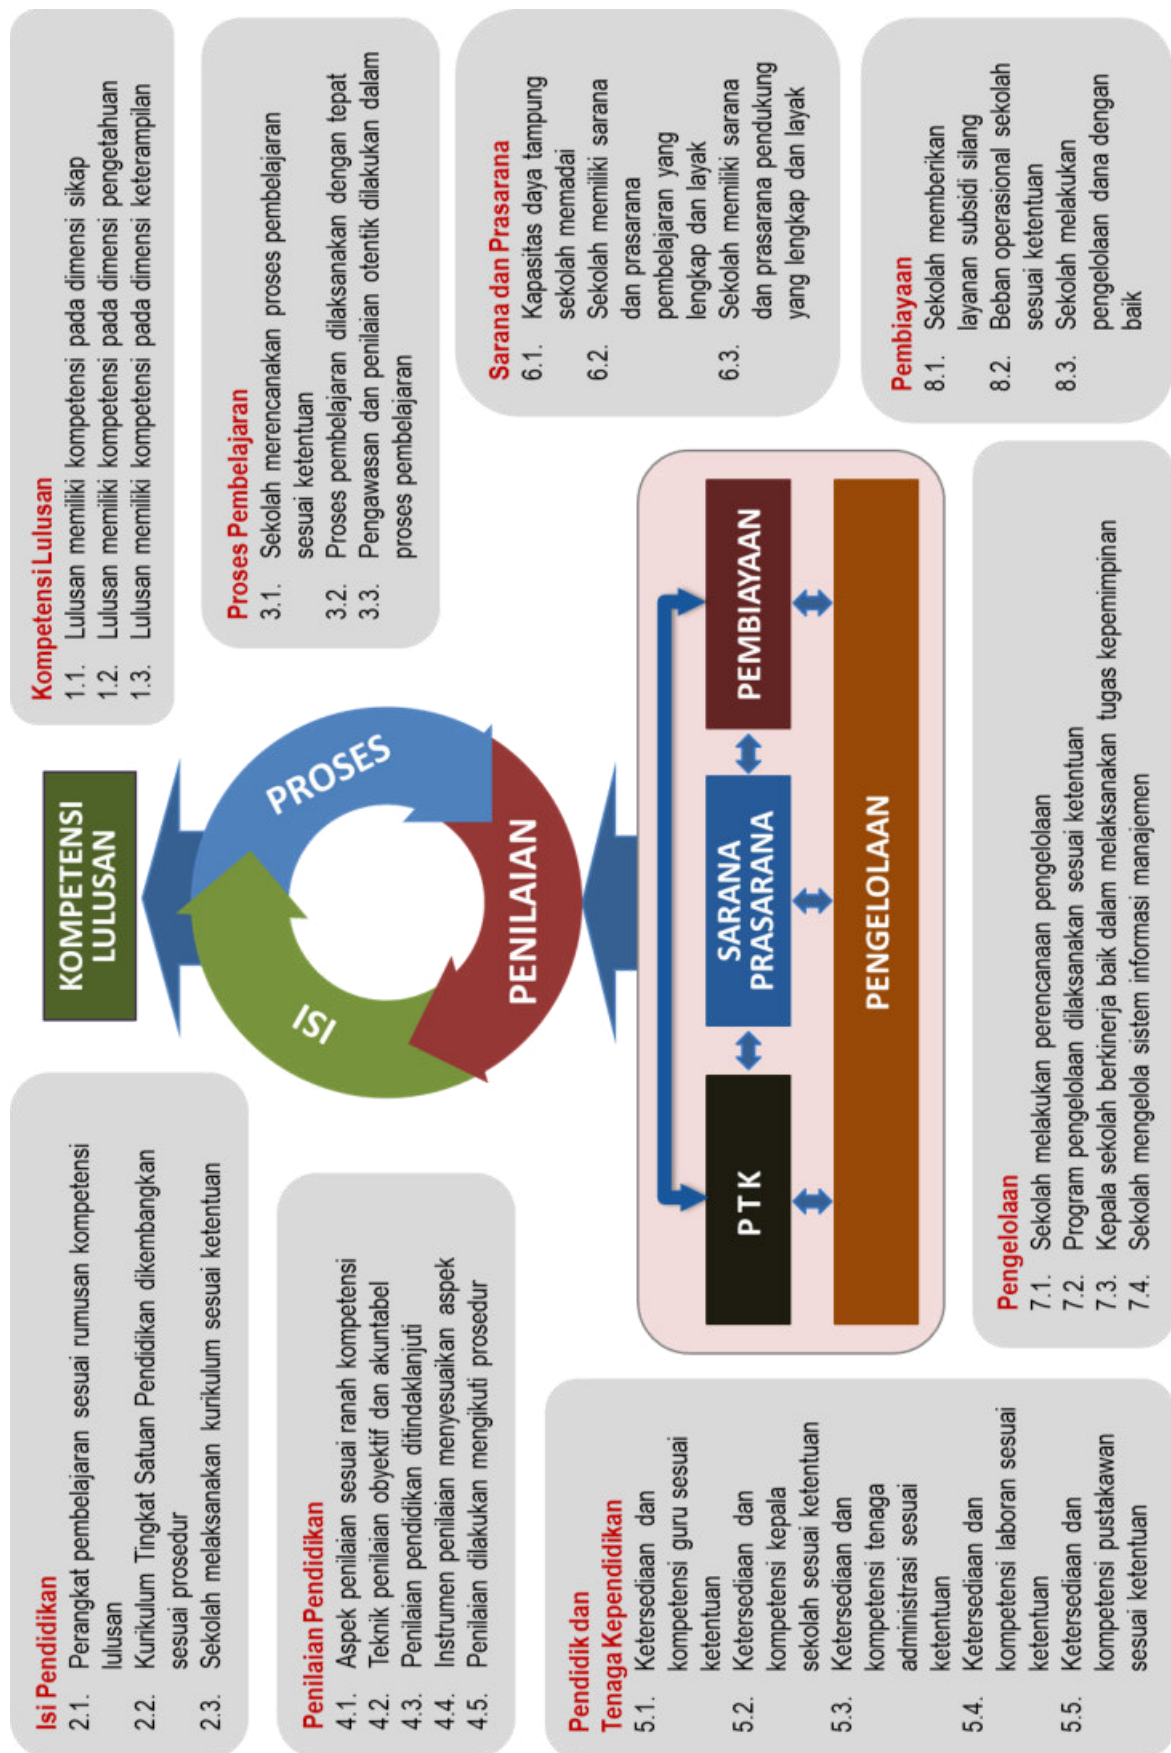 Isi Pendidikan
2.1. Perangkat pembelajaran sesuai rumusan kompetensi
lulusan
2.2. Kurikulum Tingkat Satuan Pendidikan dikembangkan
sesuai prosedur
2.3. Sekolah melaksanakan kurikulum sesuai ketentuan
KOMPETENSI
LULUSAN
Kompetensi Lulusan
1.1. Lulusan memiliki kompetensi pada dimensi sikap
1.2. Lulusan memiliki kompetensi pada dimensi pengetahuan
1.3. Lulusan memiliki kompetensi pada dimensi keterampilan
Penilaian Pendidikan
4.1. Aspek penilaian sesuai ranah kompetensi
4.2. Teknik penilaian obyektif dan akuntabel
4.3. Penilaian pendidikan ditindaklanjuti
4.4. Instrumen penilaian menyesuaikan aspek
4.5. Penilaian dilakukan mengikuti prosedur
ISI
PROSES
PENILAIAN
Proses Pembelajaran
3.1. Sekolah merencanakan proses pembelajaran
sesuai ketentuan
3.2. Proses pembelajaran dilaksanakan dengan tepat
3.3. Pengawasan dan penilaian otentik dilakukan dalam
proses pembelajaran
Pendidik dan
Tenaga Kependidikan
5.1. Ketersediaan dan
kompetensi guru sesuai
ketentuan
5.2. Ketersediaan dan
kompetensi kepala
sekolah sesuai ketentuan
5.3. Ketersediaan dan
kompetensi tenaga
administrasi sesuai
ketentuan
5.4. Ketersediaan dan
kompetensi laboran sesuai
ketentuan
5.5. Ketersediaan dan
kompetensi pustakawan
sesuai ketentuan
PTK
SARANA
PRASARANA
PEMBIAYAAN
PENGELOLAAN
Sarana dan Prasarana
6.1. Kapasitas daya tampung
sekolah memadai
6.2. Sekolah memiliki sarana
dan prasarana
pembelajaran yang
lengkap dan layak
6.3. Sekolah memiliki sarana
dan prasarana pendukung
yang lengkap dan layak
Pengelolaan
7.1. Sekolah melakukan perencanaan pengelolaan
7.2. Program pengelolaan dilaksanakan sesuai ketentuan
7.3. Kepala sekolah berkinerja baik dalam melaksanakan tugas kepemimpinan
7.4. Sekolah mengelola sistem informasi manajemen
Pembiayaan
8.1. Sekolah memberikan
layanan subsidi silang
8.2. Beban operasional sekolah
sesuai ketentuan
8.3. Sekolah melakukan
pengelolaan dana dengan
baik